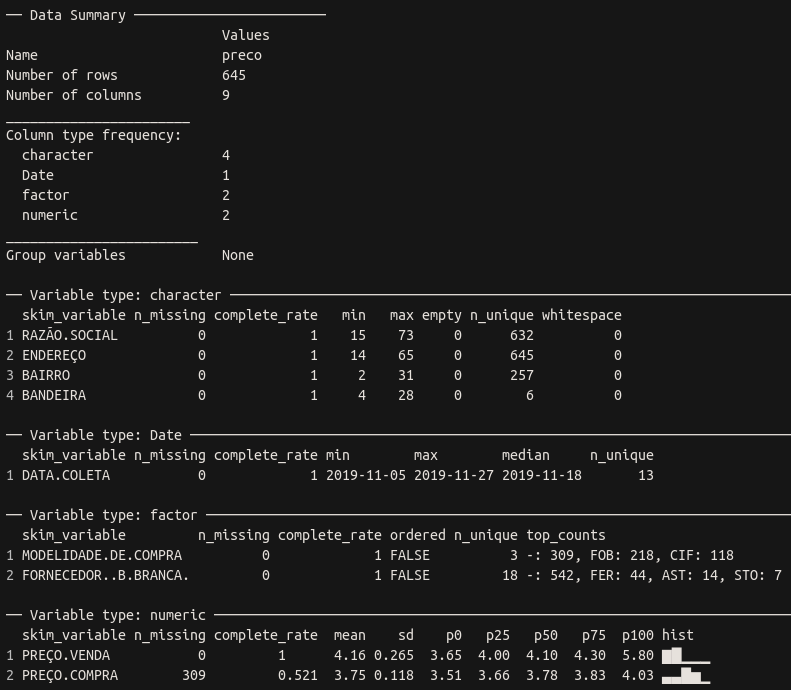 ── Data Summary ────────────────────────
                           Values
Name                       preco
Number of rows             645
Number of columns          9
_______________________
Column type frequency:
  character                4
  Date                     1
  factor                   2
  numeric                  2
________________________
Group variables            None

── Variable type: character ──────────────────────────────
  skim_variable n_missing complete_rate   min   max empty n_unique whitespace
1 RAZÃO.SOCIAL          0             1    15    73     0      632          0
2 ENDEREÇO              0             1    14    65     0      645          0
3 BAIRRO                0             1     2    31     0      257          0
4 BANDEIRA              0             1     4    28     0        6          0

── Variable type: Date ──────────────────────────────
  skim_variable n_missing complete_rate min        max        median     n_unique
1 DATA.COLETA           0             1 2019-11-05 2019-11-27 2019-11-18       13

── Variable type: factor ──────────────────────────────
  skim_variable         n_missing complete_rate ordered n_unique top_counts
1 MODELIDADE.DE.COMPRA          0             1 FALSE          3 -: 309, FOB: 218, CIF: 118
2 FORNECEDOR..B.BRANCA.         0             1 FALSE         18 -: 542, FER: 44, AST: 14, STO: 7

── Variable type: numeric ──────────────────────────────
  skim_variable n_missing complete_rate  mean    sd    p0   p25   p50   p75  p100 hist
1 PREÇO.VENDA           0         1      4.16 0.265  3.65  4.00  4.10  4.30  5.80 ▆▇▁▁▁
2 PREÇO.COMPRA        309         0.521  3.75 0.118  3.51  3.66  3.78  3.83  4.03 ▃▃▇▅▁